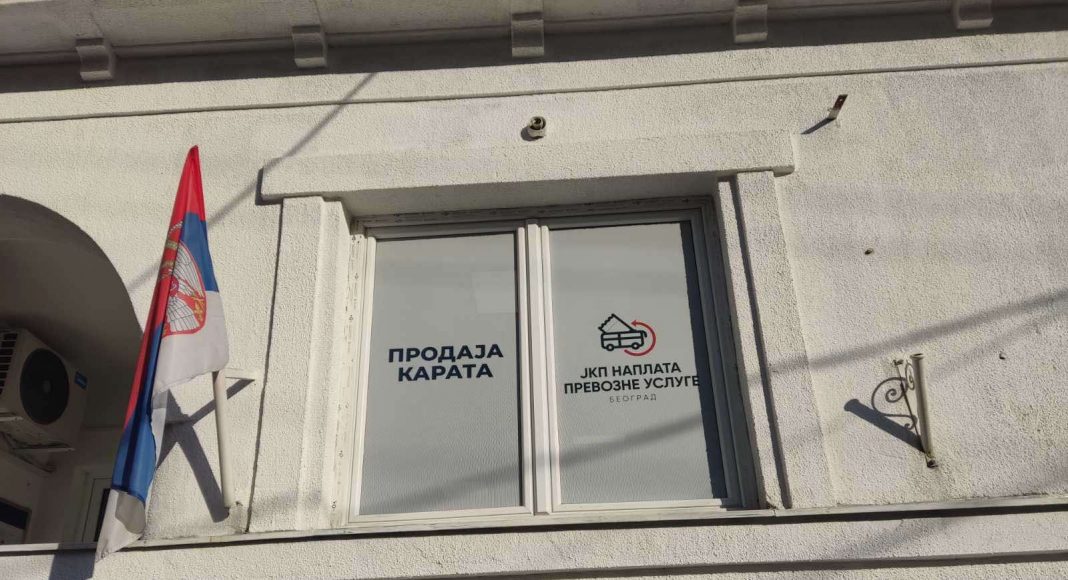 ПРОДАЈА
КАРАТА
ЈКП НАПЛАТА
ПРЕВОЗНЕ УСЛУГЕ
БЕОГРАД